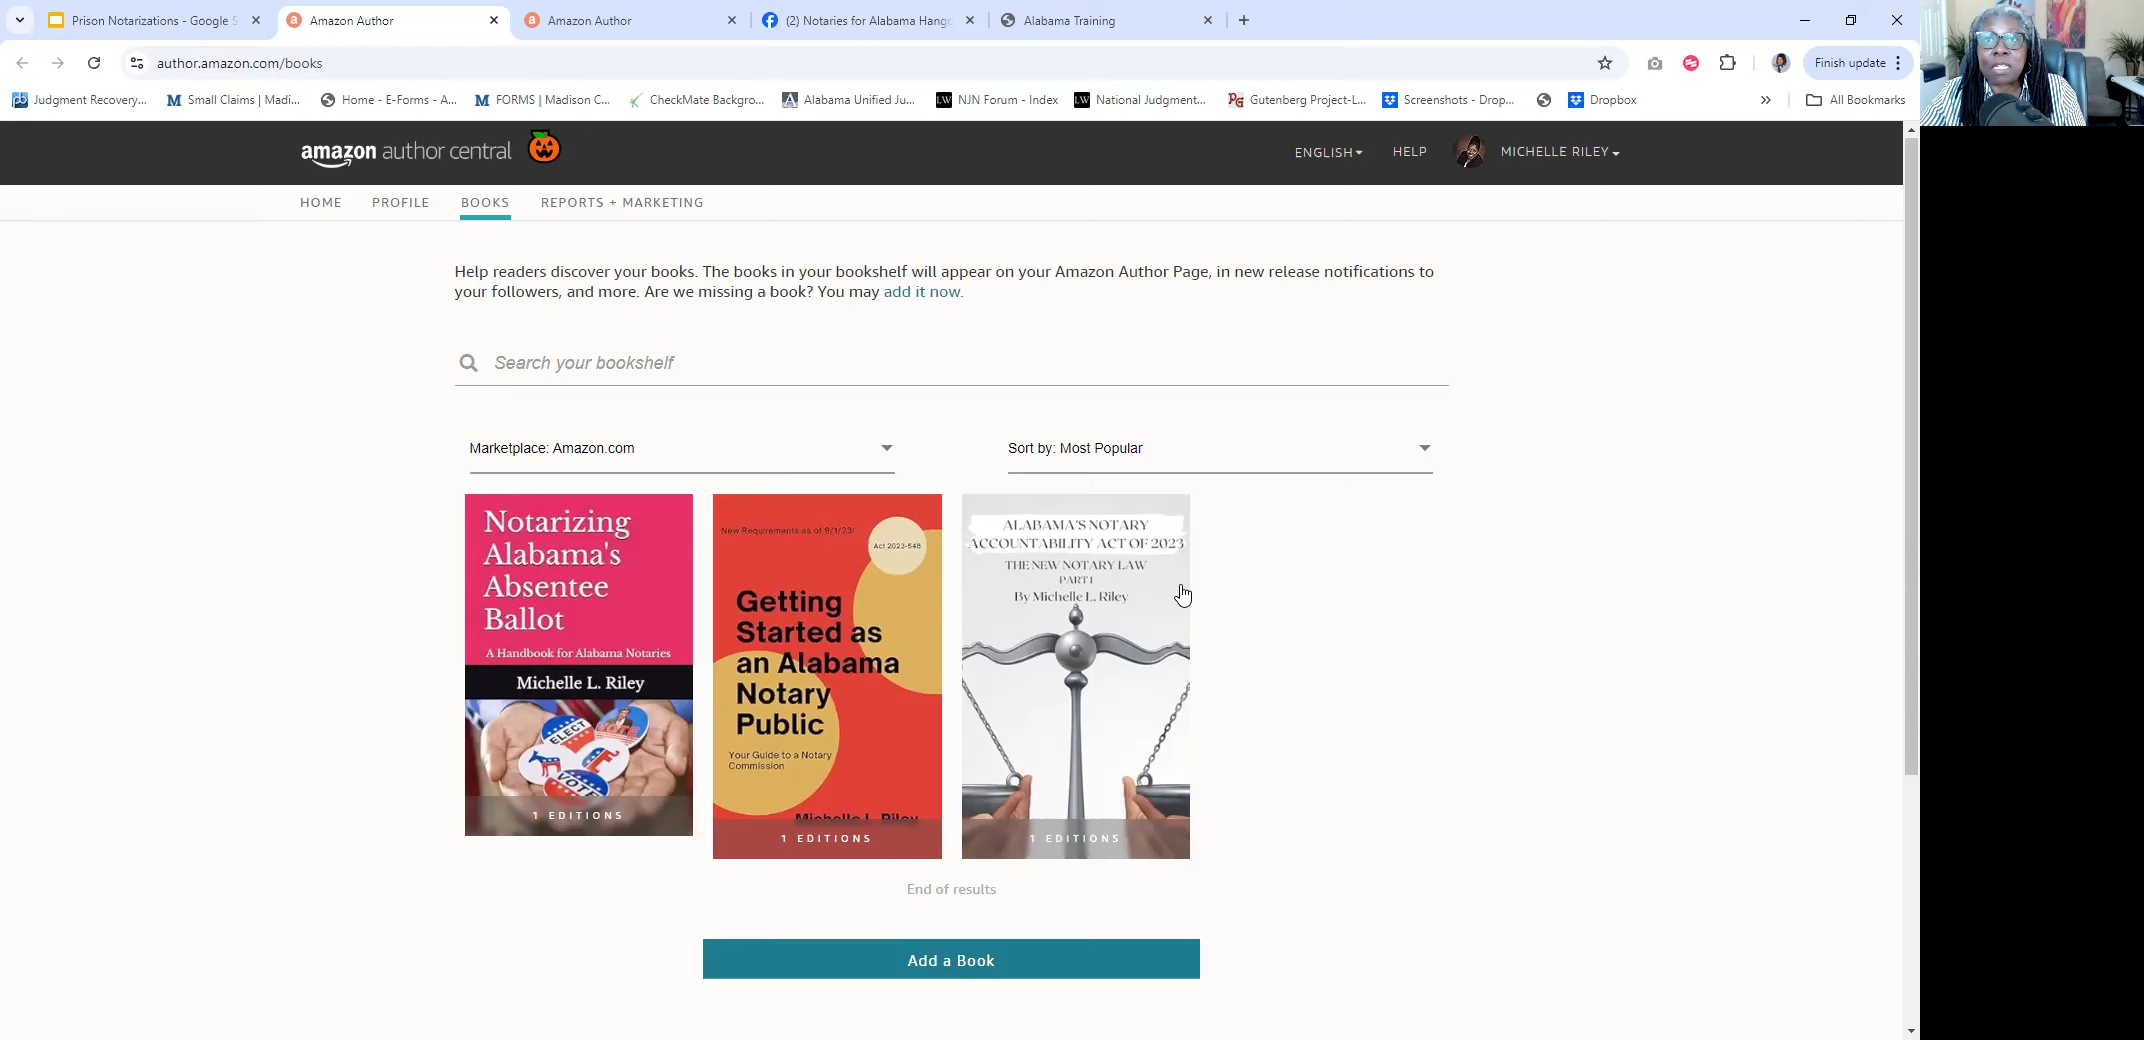 Prison Notarizations - Google S
Amazon Author
Amazon Author
(2) Notaries for Alabama Hango
Alabama Training
author.amazon.com/books
Finish update
Judgment Recovery...
Small Claims | Madi...
Home - E-Forms - A...
FORMS | Madison C...
CheckMate Backgro...
Alabama Unified Ju...
NJN Forum - Index
National Judgment...
Gutenberg Project-L...
Screenshots - Drop...
Dropbox
All Bookmarks
amazon author central
ENGLISH
HELP
MICHELLE RILEY
HOME
PROFILE
BOOKS
REPORTS + MARKETING
Help readers discover your books. The books in your bookshelf will appear on your Amazon Author Page, in new release notifications to
your followers, and more. Are we missing a book? You may add it now.
Search your bookshelf
Marketplace: Amazon.com
Sort by: Most Popular
Notarizing
Alabama's
Absentee
Ballot
A Handbook for Alabama Notaries
Michelle L. Riley
ELECT
VOTE
VOTE
1 EDITIONS
New Requirements as of 9/1/23!
Act 2023-548
Getting
Started as
an Alabama
Notary
Public
Your Guide to a Notary
Commission
Michelle L. Riley
1 EDITIONS
ALABAMA'S NOTARY
ACCOUNTABILITY ACT OF 2023
THE NEW NOTARY LAW
PART I
By Michelle L. Riley
1 EDITIONS
End of results
Add a Book